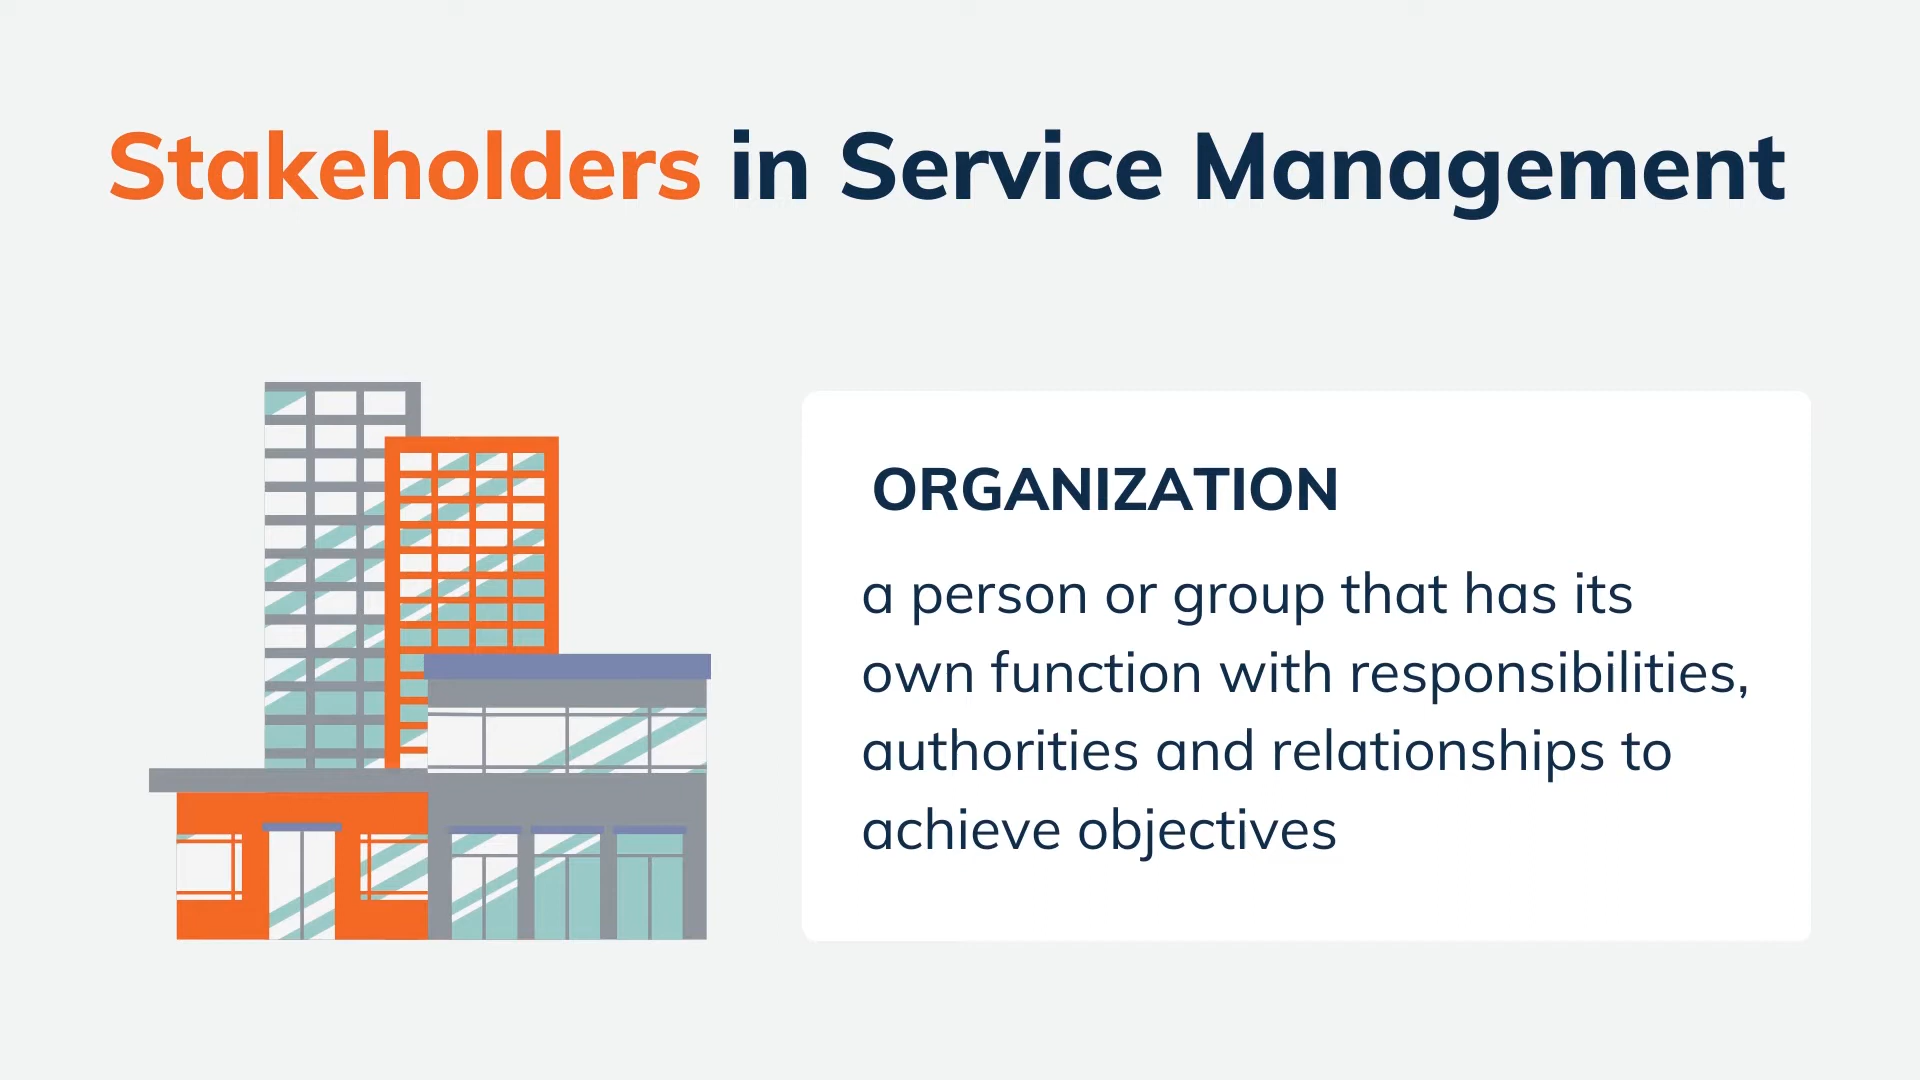 Stakeholders in Service Management
ORGANIZATION
a person or group that has its
own function with responsibilities,
authorities and relationships to
achieve objectives